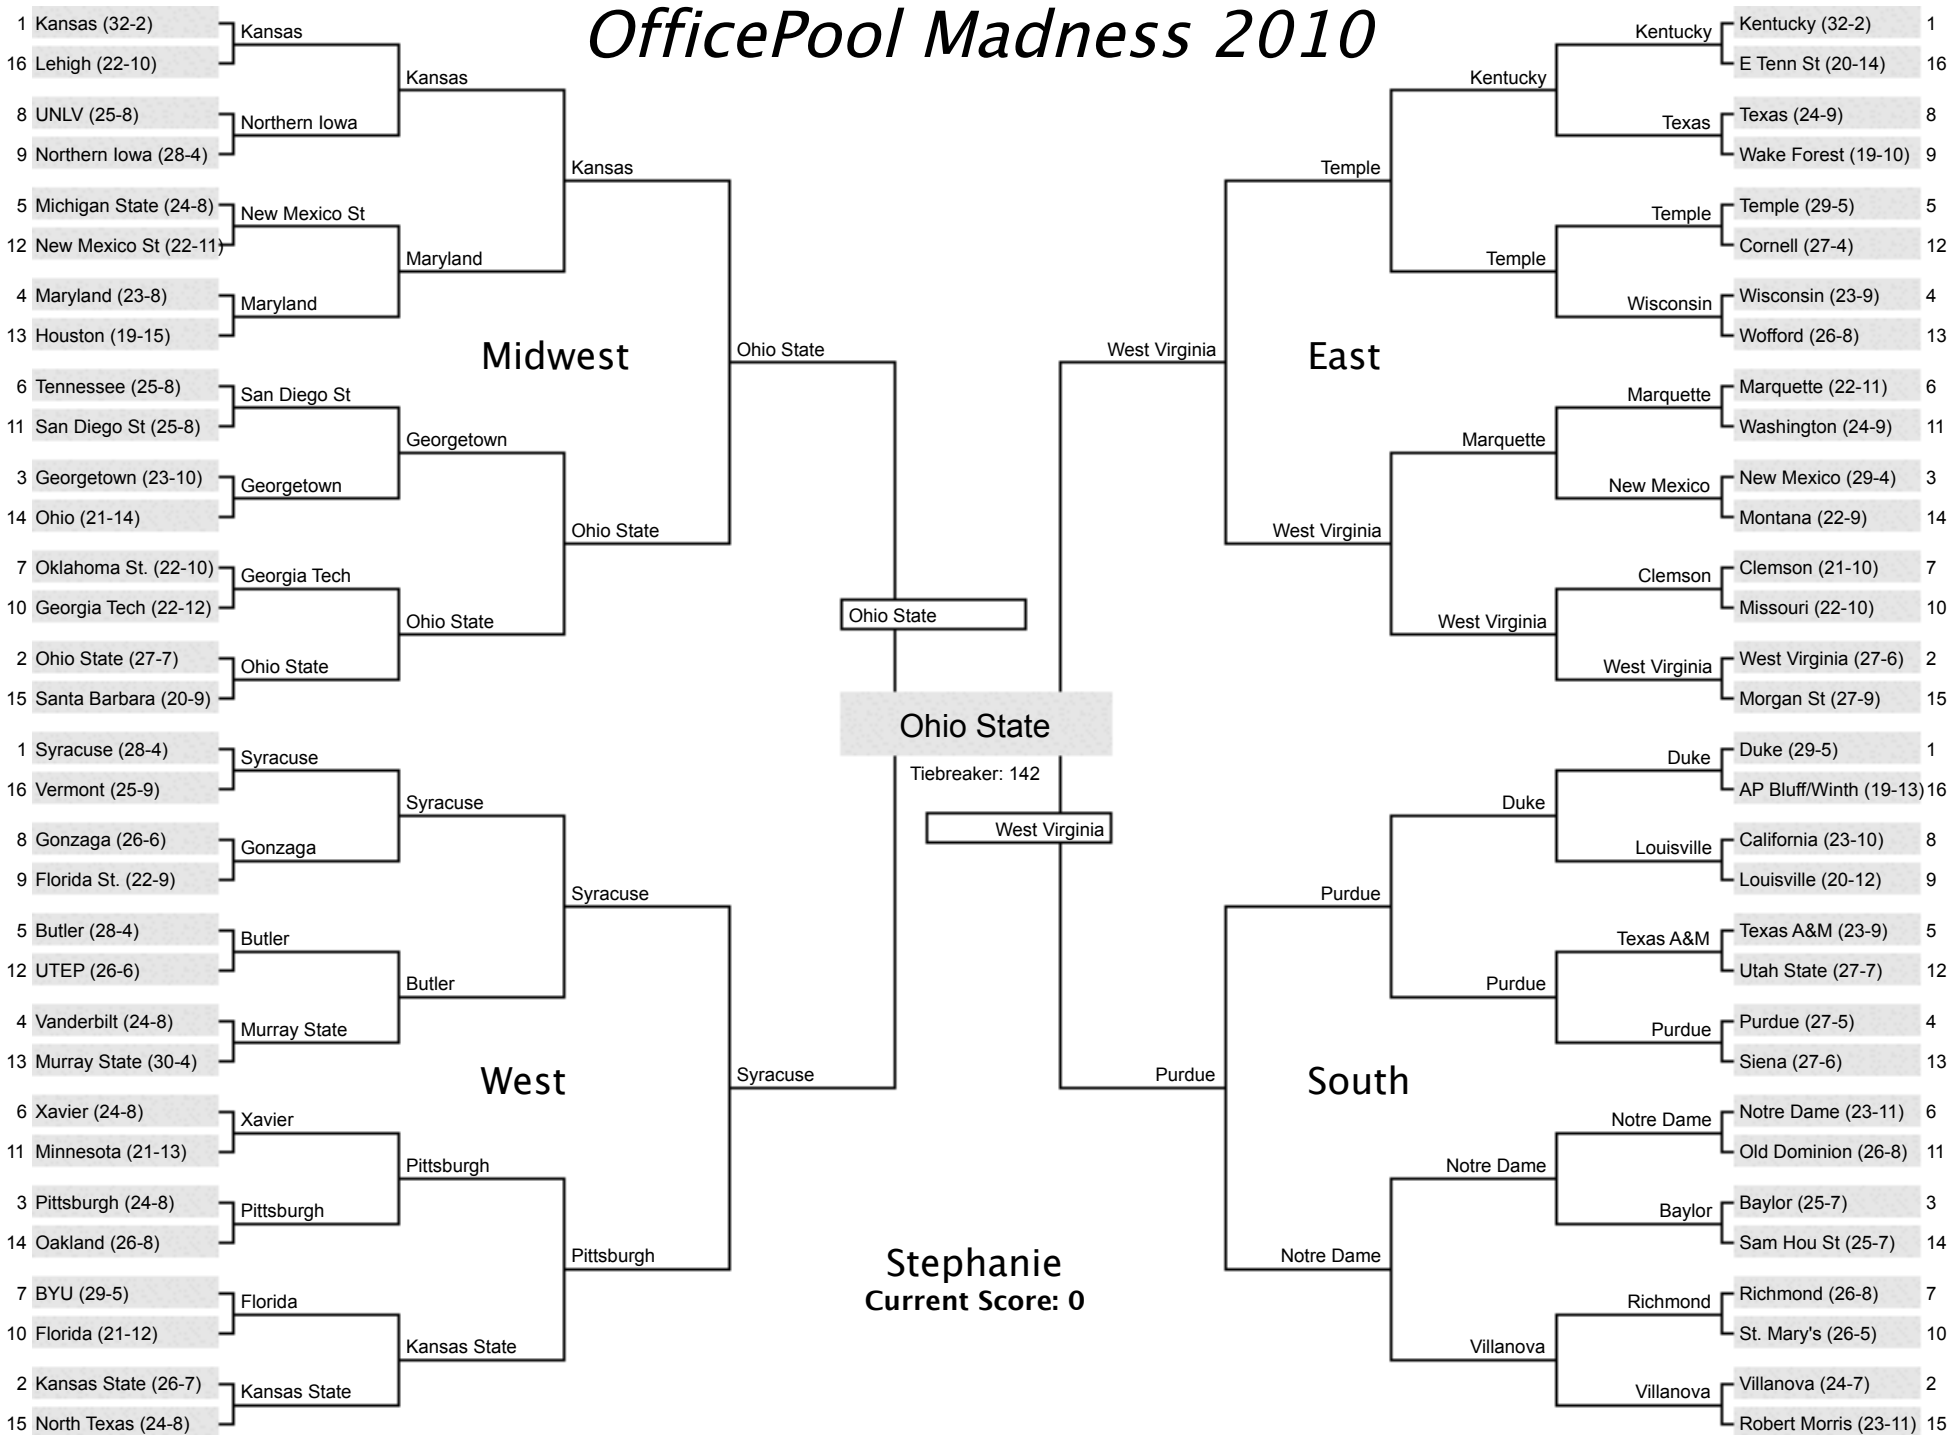 OfficePool Madness 2010
1 Kansas (32-2)
16 Lehigh (22-10)
8 UNLV (25-8)
9 Northern Iowa (28-4)
5 Michigan State (24-8)
12 New Mexico St (22-11)
4 Maryland (23-8)
13 Houston (19-15)
6 Tennessee (25-8)
11 San Diego St (25-8)
3 Georgetown (23-10)
14 Ohio (21-14)
7 Oklahoma St. (22-10)
10 Georgia Tech (22-12)
2 Ohio State (27-7)
15 Santa Barbara (20-9)
Kansas
Northern Iowa
New Mexico St
Maryland
San Diego St
Georgetown
Georgia Tech
Ohio State
Kansas
Maryland
Georgetown
Ohio State
Kansas
Ohio State
Midwest
Ohio State
1 Syracuse (28-4)
16 Vermont (25-9)
8 Gonzaga (26-6)
9 Florida St. (22-9)
5 Butler (28-4)
12 UTEP (26-6)
4 Vanderbilt (24-8)
13 Murray State (30-4)
6 Xavier (24-8)
11 Minnesota (21-13)
3 Pittsburgh (24-8)
14 Oakland (26-8)
7 BYU (29-5)
10 Florida (21-12)
2 Kansas State (26-7)
15 North Texas (24-8)
Syracuse
Gonzaga
Butler
Murray State
Xavier
Pittsburgh
Florida
Kansas State
Syracuse
Butler
Pittsburgh
Kansas State
Syracuse
Pittsburgh
West
Syracuse
Ohio State
Ohio State
Tiebreaker: 142
West Virginia
Stephanie
Current Score: 0
West Virginia
East
Temple
West Virginia
Kentucky
Temple
Marquette
West Virginia
Kentucky
Texas
Temple
Wisconsin
Marquette
New Mexico
Clemson
West Virginia
Kentucky (32-2) 1
E Tenn St (20-14) 16
Texas (24-9) 8
Wake Forest (19-10) 9
Temple (29-5) 5
Cornell (27-4) 12
Wisconsin (23-9) 4
Wofford (26-8) 13
Marquette (22-11) 6
Washington (24-9) 11
New Mexico (29-4) 3
Montana (22-9) 14
Clemson (21-10) 7
Missouri (22-10) 10
West Virginia (27-6) 2
Morgan St (27-9) 15
Purdue
South
Purdue
Notre Dame
Duke
Purdue
Notre Dame
Villanova
Duke
Louisville
Texas A&M
Purdue
Notre Dame
Baylor
Richmond
Villanova
Duke (29-5) 1
AP Bluff/Winth (19-13) 16
California (23-10) 8
Louisville (20-12) 9
Texas A&M (23-9) 5
Utah State (27-7) 12
Purdue (27-5) 4
Siena (27-6) 13
Notre Dame (23-11) 6
Old Dominion (26-8) 11
Baylor (25-7) 3
Sam Hou St (25-7) 14
Richmond (26-8) 7
St. Mary's (26-5) 10
Villanova (24-7) 2
Robert Morris (23-11) 15